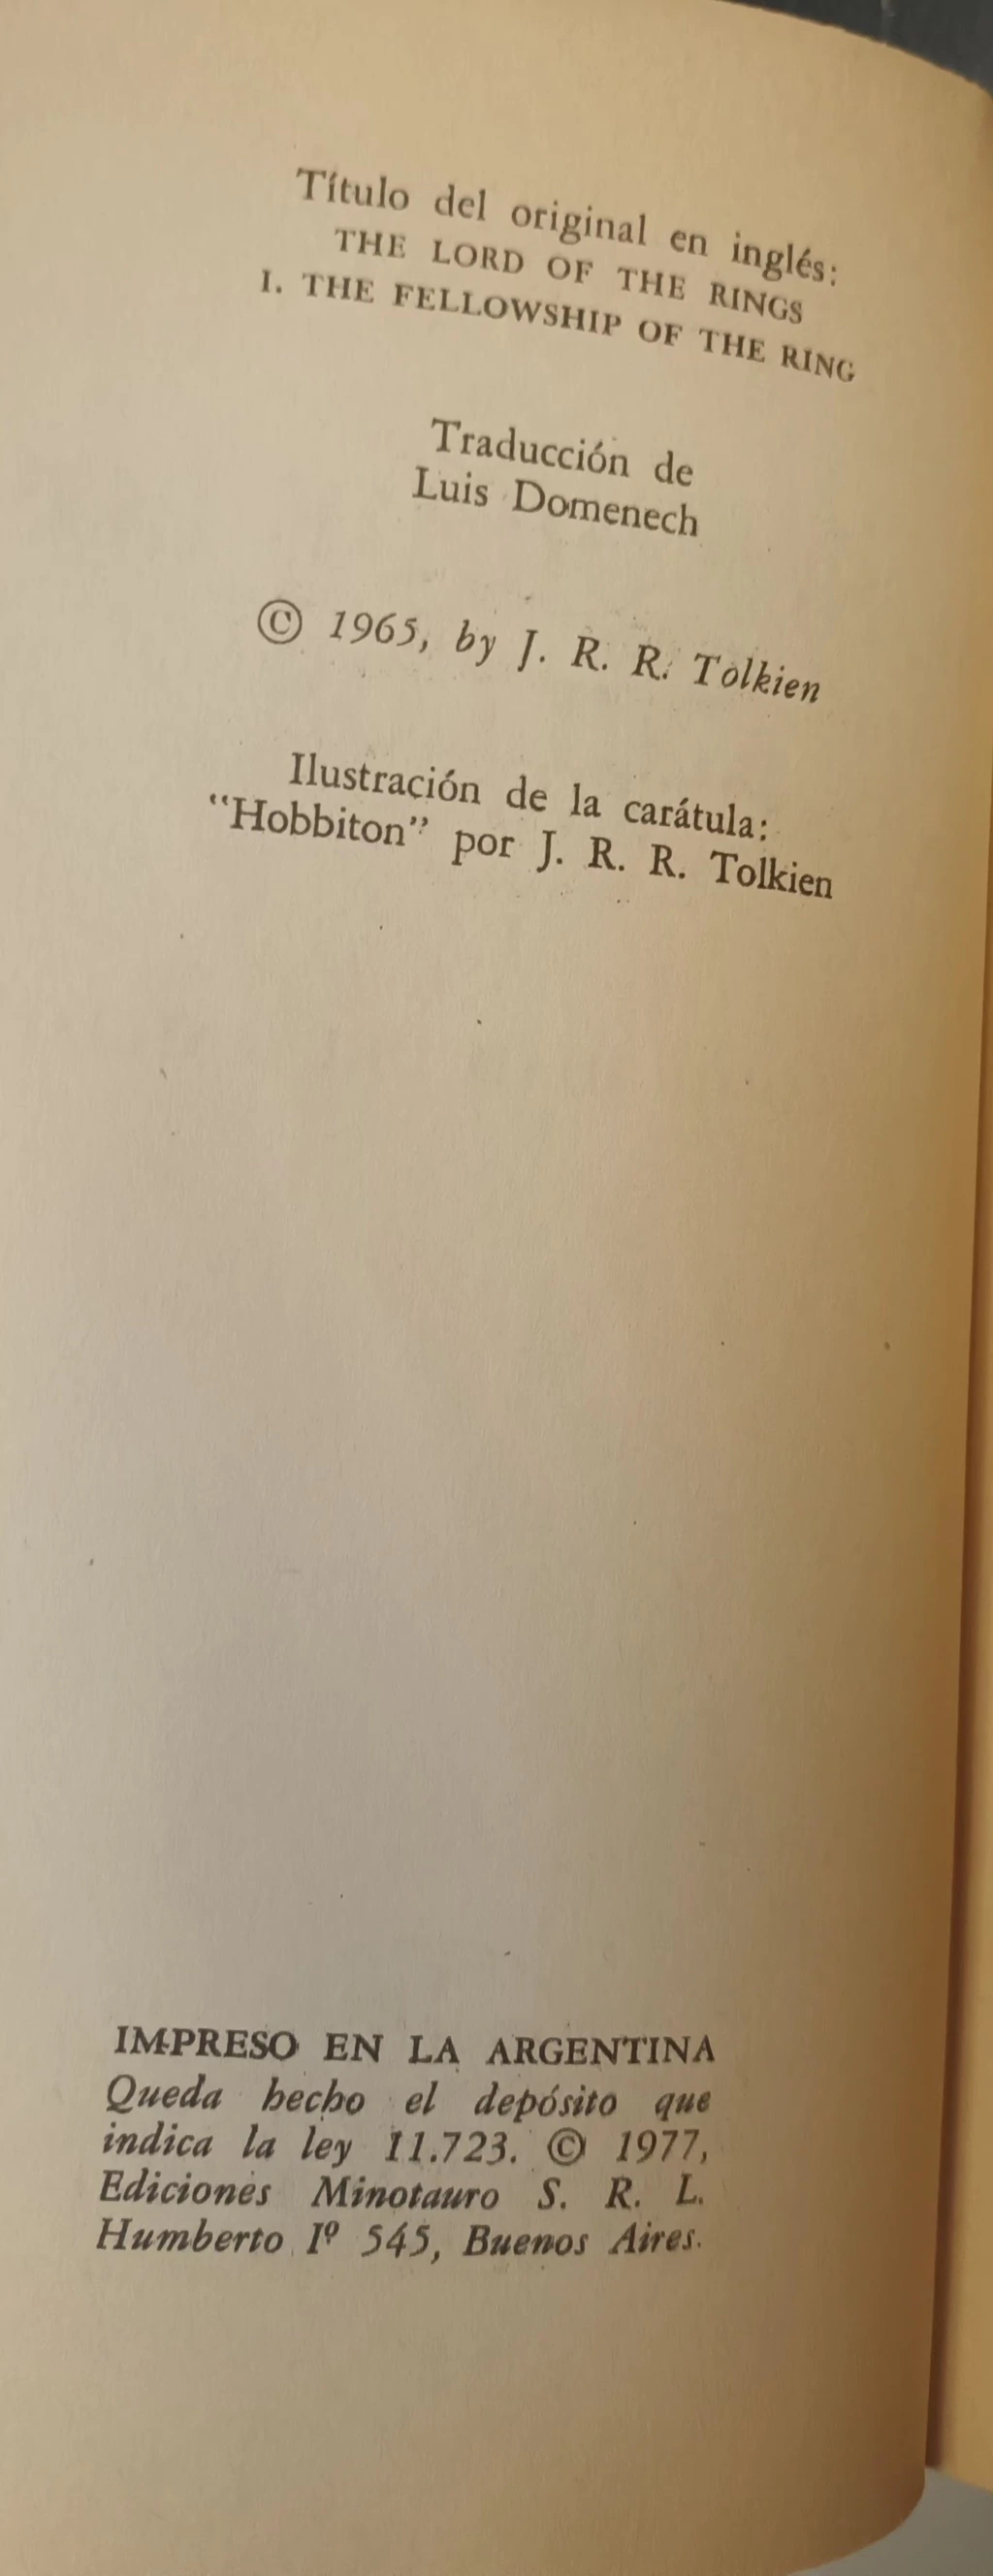 Título del original en inglés:
THE LORD OF THE RINGS
I. THE FELLOWSHIP OF THE RING
Traducción de
Luis Domenech
© 1965, by J. R. R. Tolkien
Ilustración de la carátula:
"Hobbiton" por J. R. R. Tolkien
IMPRESO EN LA ARGENTINA
Queda hecho el depósito que
indica la ley 11.723. © 1977,
Ediciones Minotauro S. R. L.
Humberto Iº 545, Buenos Aires.